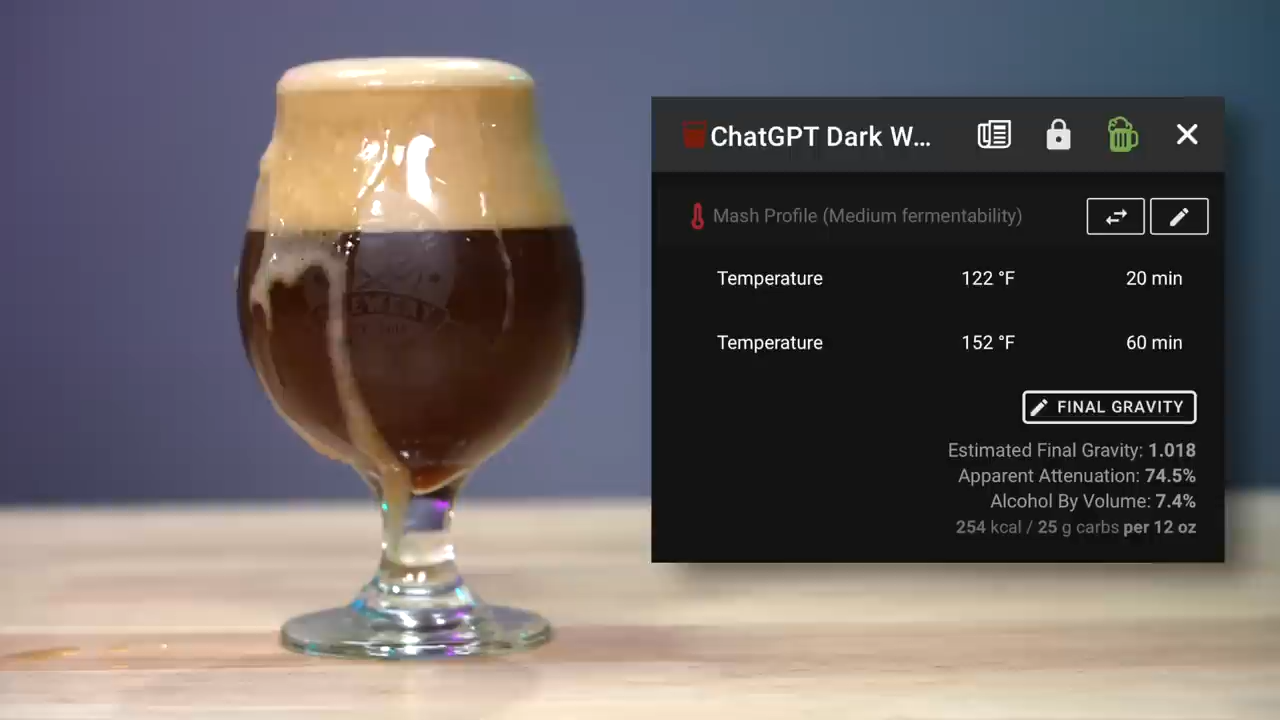 ChatGPT Dark W...
Mash Profile (Medium fermentability)
Temperature 122 °F 20 min
Temperature 152 °F 60 min
FINAL GRAVITY
Estimated Final Gravity: 1.018
Apparent Attenuation: 74.5%
Alcohol By Volume: 7.4%
254 kcal / 25 g carbs per 12 oz